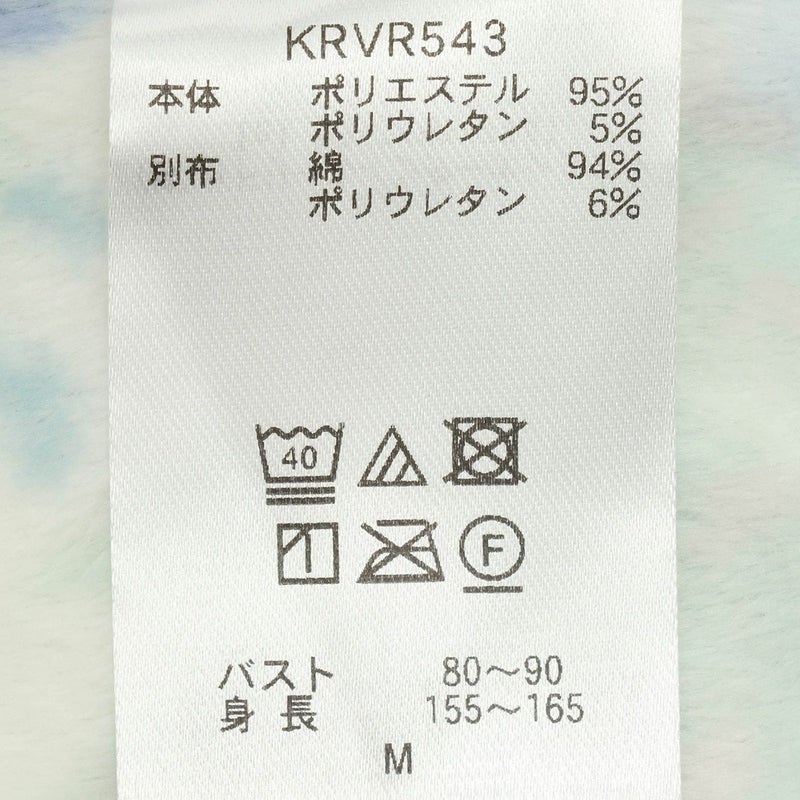 KRVR543
本体 ポリエステル 95%
ポリウレタン 5%
別布 綿 94%
ポリウレタン 6%
40
F
バスト 80〜90
身長 155〜165
M